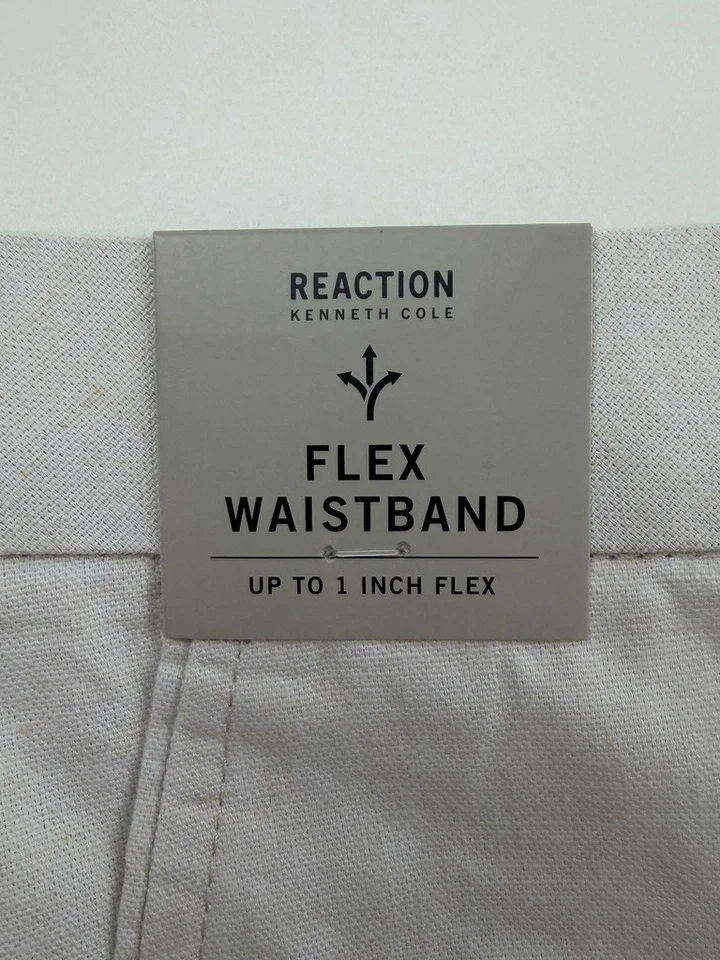 REACTION
KENNETH COLE
FLEX
WAISTBAND
UP TO 1 INCH FLEX